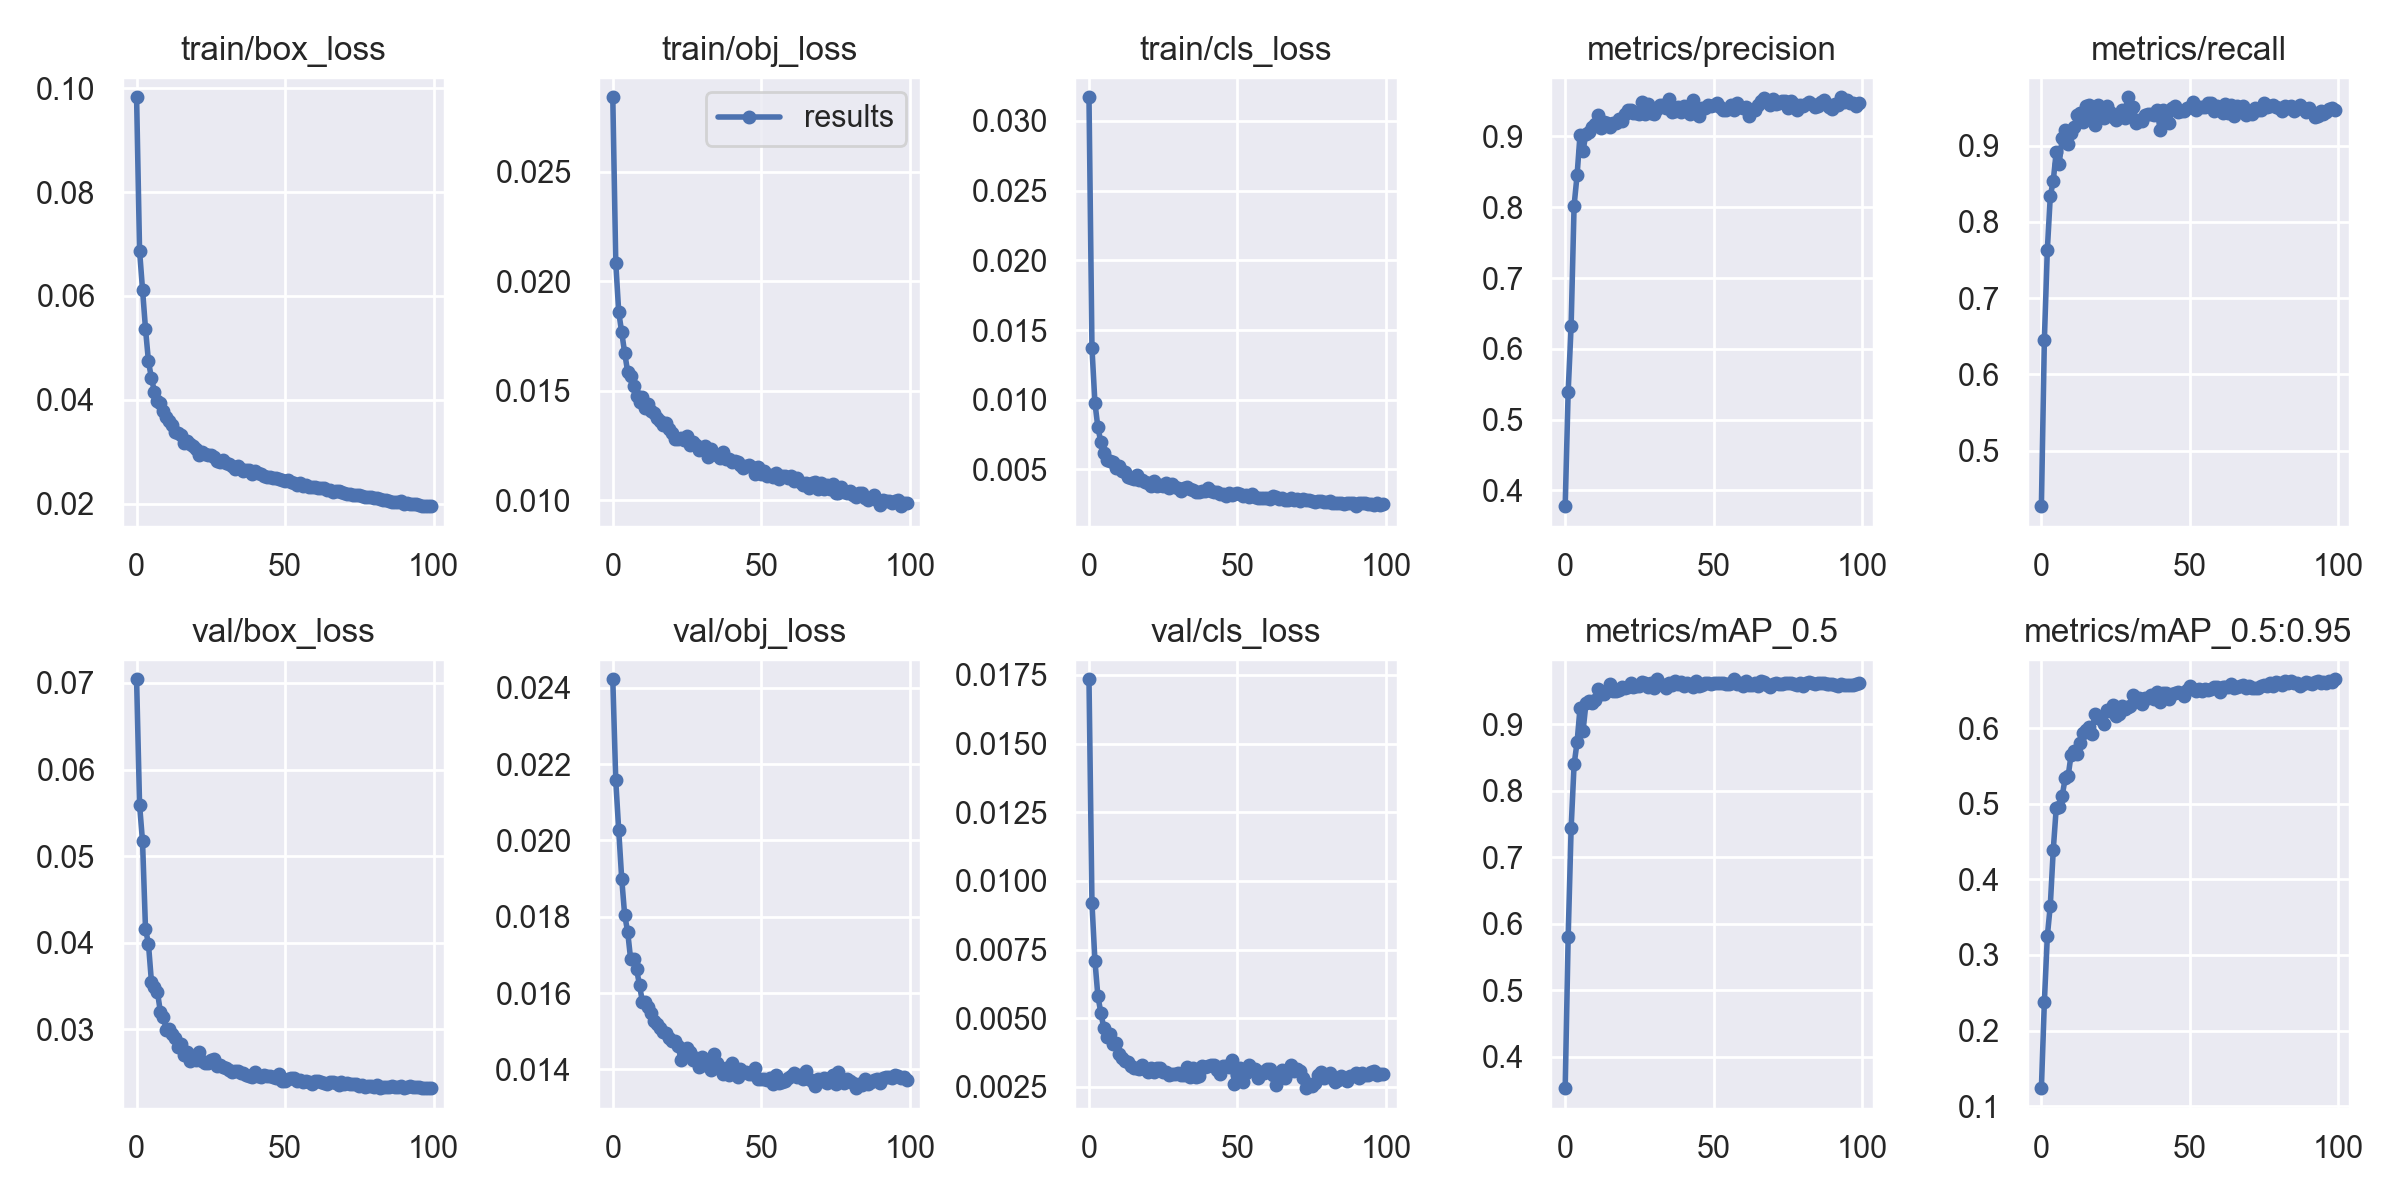 train/box_loss
0.10
0.08
0.06
0.04
0.02
0 50 100
train/obj_loss
results
0.025
0.020
0.015
0.010
0 50 100
train/cls_loss
0.030
0.025
0.020
0.015
0.010
0.005
0 50 100
metrics/precision
0.9
0.8
0.7
0.6
0.5
0.4
0 50 100
metrics/recall
0.9
0.8
0.7
0.6
0.5
0 50 100
val/box_loss
0.07
0.06
0.05
0.04
0.03
0 50 100
val/obj_loss
0.024
0.022
0.020
0.018
0.016
0.014
0 50 100
val/cls_loss
0.0175
0.0150
0.0125
0.0100
0.0075
0.0050
0.0025
0 50 100
metrics/mAP_0.5
0.9
0.8
0.7
0.6
0.5
0.4
0 50 100
metrics/mAP_0.5:0.95
0.6
0.5
0.4
0.3
0.2
0.1
0 50 100